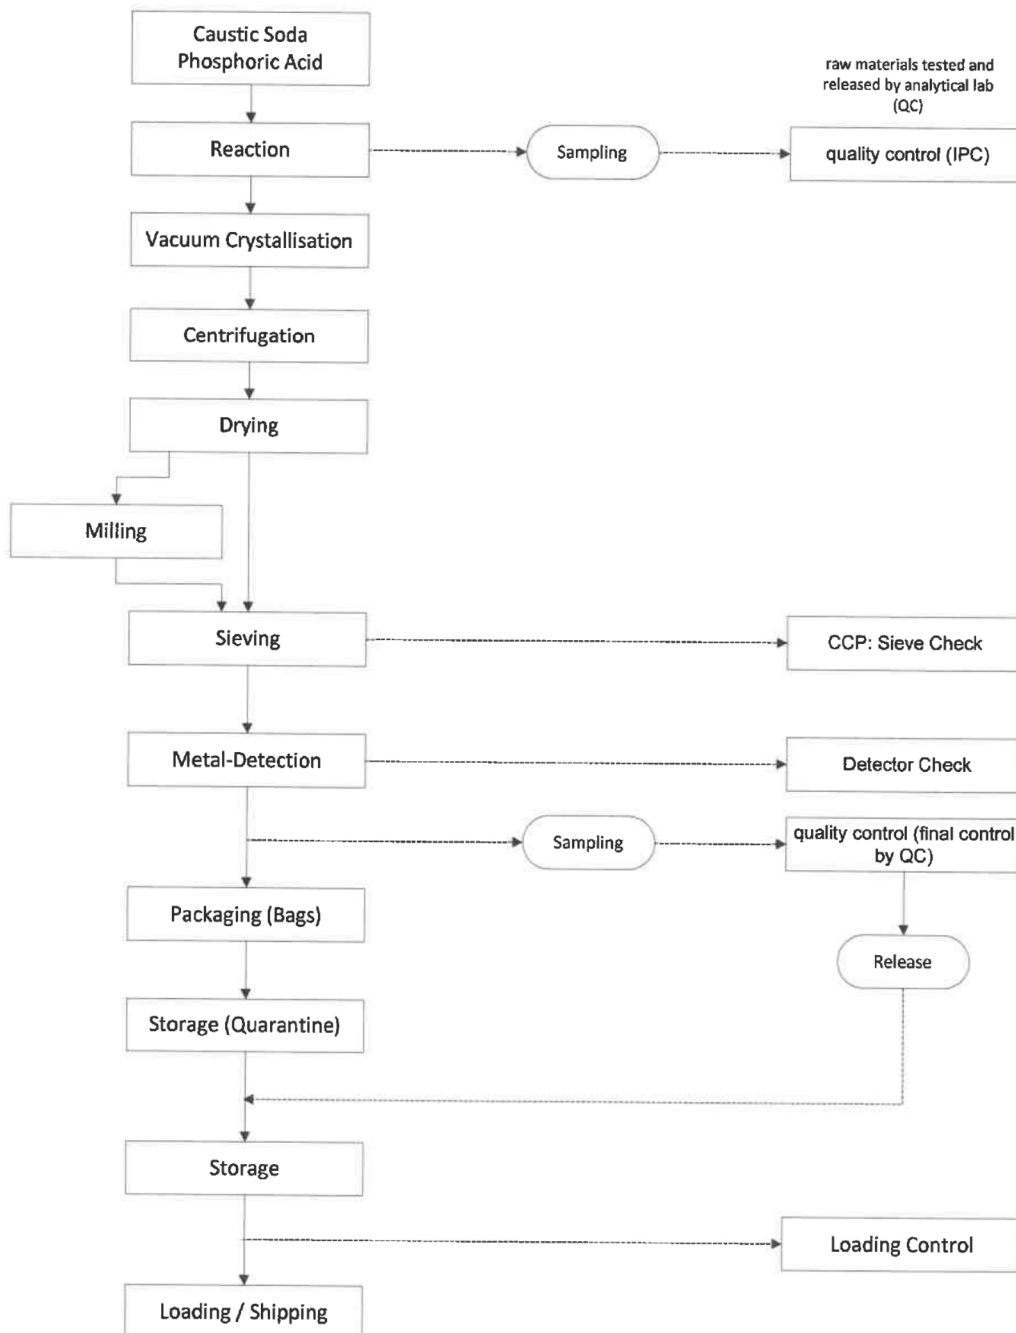 Caustic Soda
Phosphoric Acid
raw materials tested and
released by analytical lab
(QC)
Reaction
Sampling
quality control (IPC)
Vacuum Crystallisation
Centrifugation
Drying
Milling
Sieving
CCP: Sieve Check
Metal-Detection
Detector Check
Sampling
quality control (final control
by QC)
Packaging (Bags)
Release
Storage (Quarantine)
Storage
Loading Control
Loading / Shipping